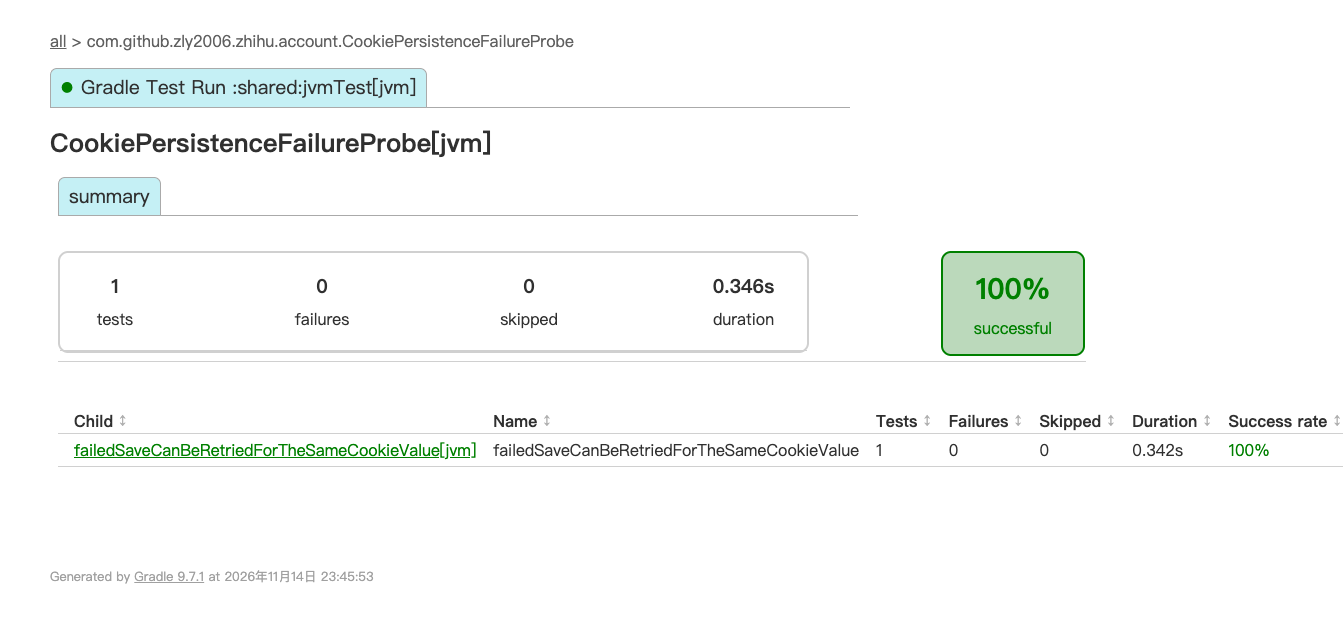 all > com.github.zly2006.zhihu.account.CookiePersistenceFailureProbe
Gradle Test Run :shared:jvmTest[jvm]
CookiePersistenceFailureProbe[jvm]
summary
1 0 0 0.346s
tests failures skipped duration
100%
successful
Child Name Tests Failures Skipped Duration Success rate
failedSaveCanBeRetriedForTheSameCookieValue[jvm] failedSaveCanBeRetriedForTheSameCookieValue 1 0 0 0.342s 100%
Generated by Gradle 9.7.1 at 2026年11月14日 23:45:53